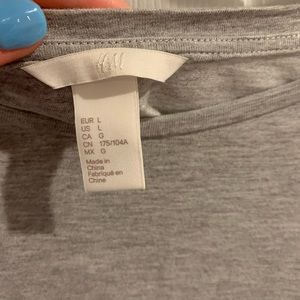 H&M
EUR L
US L
CA G
CN 175/104A
MX G
Made in
China
Fabriqué en
Chine